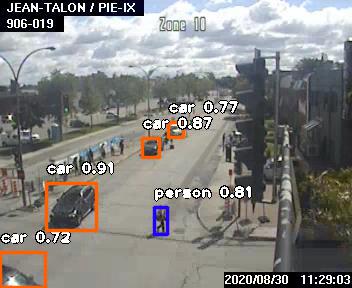 JEAN-TALON / PIE-IX
906-019
Zone 10
car 0.77
car 0.87
car 0.91
person 0.81
car 0.72
2020/08/30 11:29:03